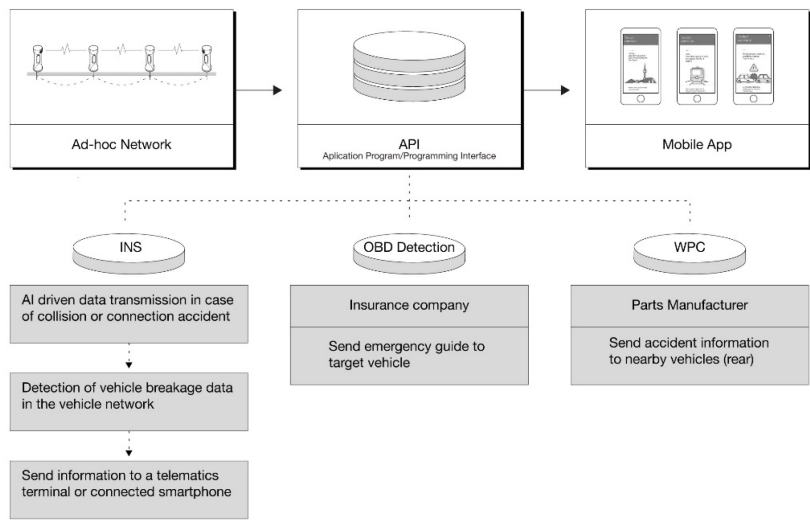 Ad-hoc Network
API
Aplication Program/Programming Interface
Mobile App
INS
OBD Detection
WPC
AI driven data transmission in case
of collision or connection accident
Detection of vehicle breakage data
in the vehicle network
Send information to a telematics
terminal or connected smartphone
Insurance company
Send emergency guide to
target vehicle
Parts Manufacturer
Send accident information
to nearby vehicles (rear)